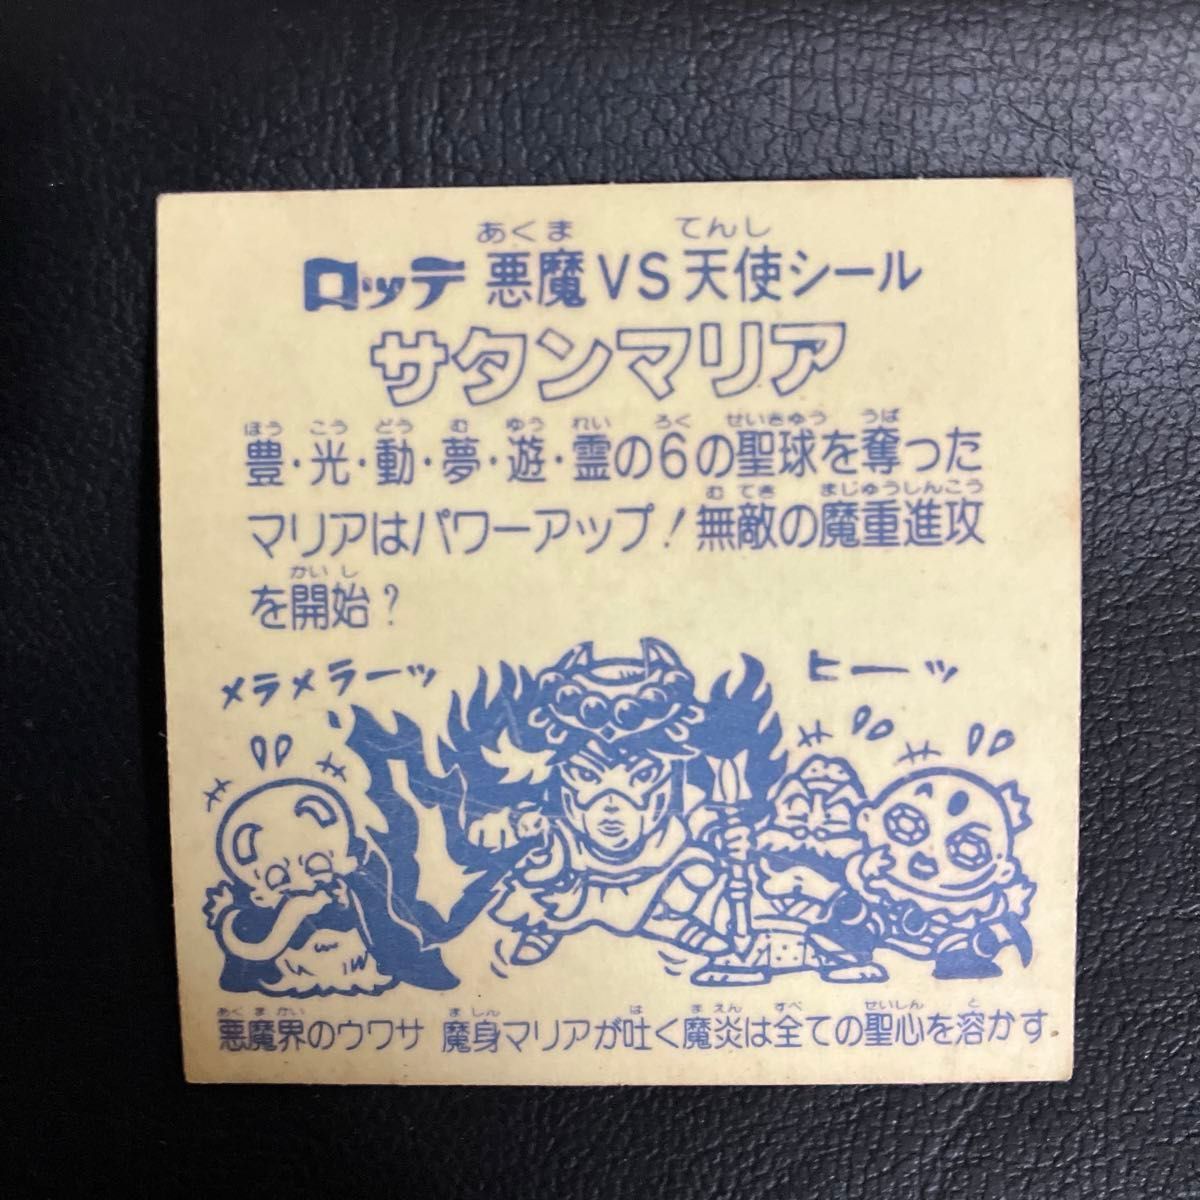 あくま てんし
ロッテ 悪魔VS天使シール
サタンマリア
ほう こう どう む ゆう れい ろく せいきゅう うば
豊・光・動・夢・遊・霊の6の聖球を奪った
むてき まじゅうしんこう
マリアはパワーアップ!無敵の魔重進攻
かいし
を開始?
メラメラーッ ヒーーッ
あくまかい ましん は まえん すべ せいしん と
悪魔界のウワサ 魔身マリアが吐く魔炎は全ての聖心を溶かす